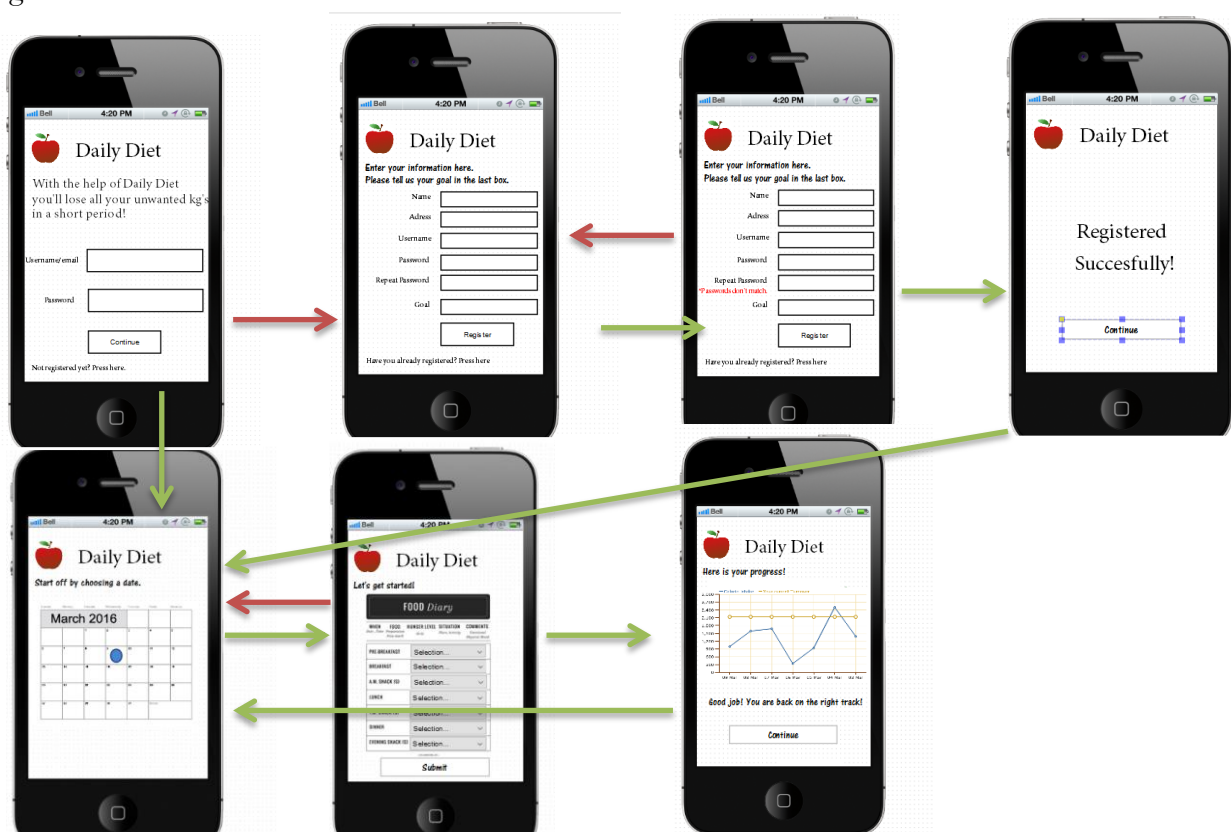 Bell 4:20 PM
Daily Diet
With the help of Daily Diet
you'll lose all your unwanted kg's
in a short period!
Username/email
Password
Continue
Not registered yet? Press here.
Bell 4:20 PM
Daily Diet
Enter your information here.
Please tell us your goal in the last box.
Name
Adress
Username
Password
Repeat Password
Goal
Register
Have you already registered? Press here
Bell 4:20 PM
Daily Diet
Enter your information here.
Please tell us your goal in the last box.
Name
Adress
Username
Password
Repeat Password
*Passwords don't match.
Goal
Register
Have you already registered? Press here
Bell 4:20 PM
Daily Diet
Registered
Succesfully!
Continue
Bell 4:20 PM
Daily Diet
Start off by choosing a date.
March 2016
Bell 4:20 PM
Daily Diet
Let's get started!
FOOD Diary
WHEN FOOD HUNGER LEVEL SITUATION COMMENTS
PRE BREAKFAST Selection...
BREAKFAST Selection...
A.M. SNACK (S) Selection...
LUNCH Selection...
Selection...
DINNER Selection...
EVENING SNACK (S) Selection...
Submit
Bell 4:20 PM
Daily Diet
Here is your progress!
Good job! You are back on the right track!
Continue